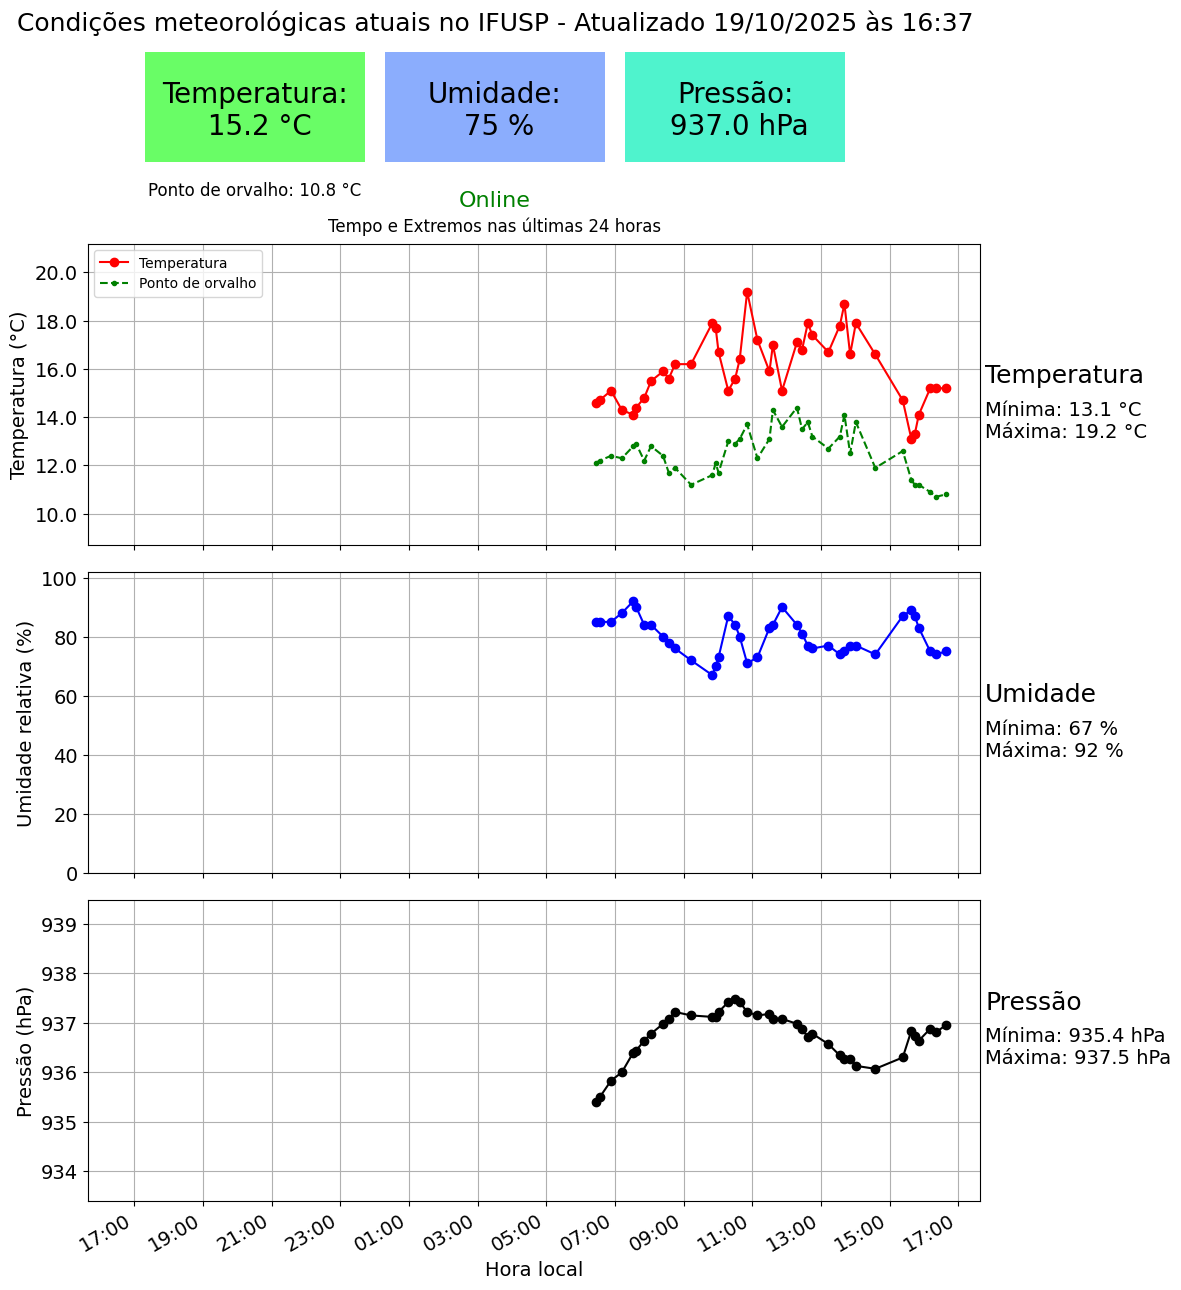 Condições meteorológicas atuais no IFUSP - Atualizado 19/10/2025 às 16:37
Temperatura:
15.2 °C
Umidade:
75 %
Pressão:
937.0 hPa
Ponto de orvalho: 10.8 °C
Online
Tempo e Extremos nas últimas 24 horas
Temperatura
Ponto de orvalho
Temperatura (°C)
20.0
18.0
16.0
14.0
12.0
10.0
Temperatura
Mínima: 13.1 °C
Máxima: 19.2 °C
Umidade relativa (%)
100
80
60
40
20
0
Umidade
Mínima: 67 %
Máxima: 92 %
Pressão (hPa)
939
938
937
936
935
934
Pressão
Mínima: 935.4 hPa
Máxima: 937.5 hPa
17:00 19:00 21:00 23:00 01:00 03:00 05:00 07:00 09:00 11:00 13:00 15:00 17:00
Hora local